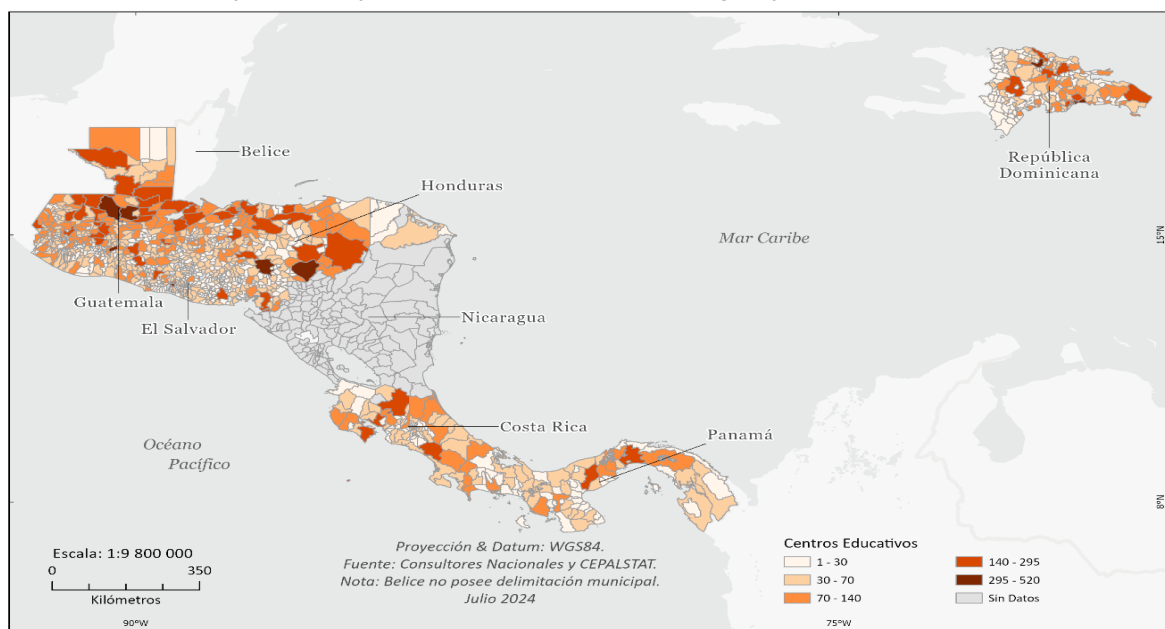 Belice
Honduras
República
Dominicana
Mar Caribe
15°N
Guatemala
El Salvador
Nicaragua
Costa Rica
Panamá
Océano
Pacífico
8°N
Escala: 1:9 800 000
0 350
Kilómetros
90°W
Proyección & Datum: WGS84.
Fuente: Consultores Nacionales y CEPALSTAT.
Nota: Belice no posee delimitación municipal.
Julio 2024
Centros Educativos
1 - 30
30 - 70
70 - 140
140 - 295
295 - 520
Sin Datos
75°W